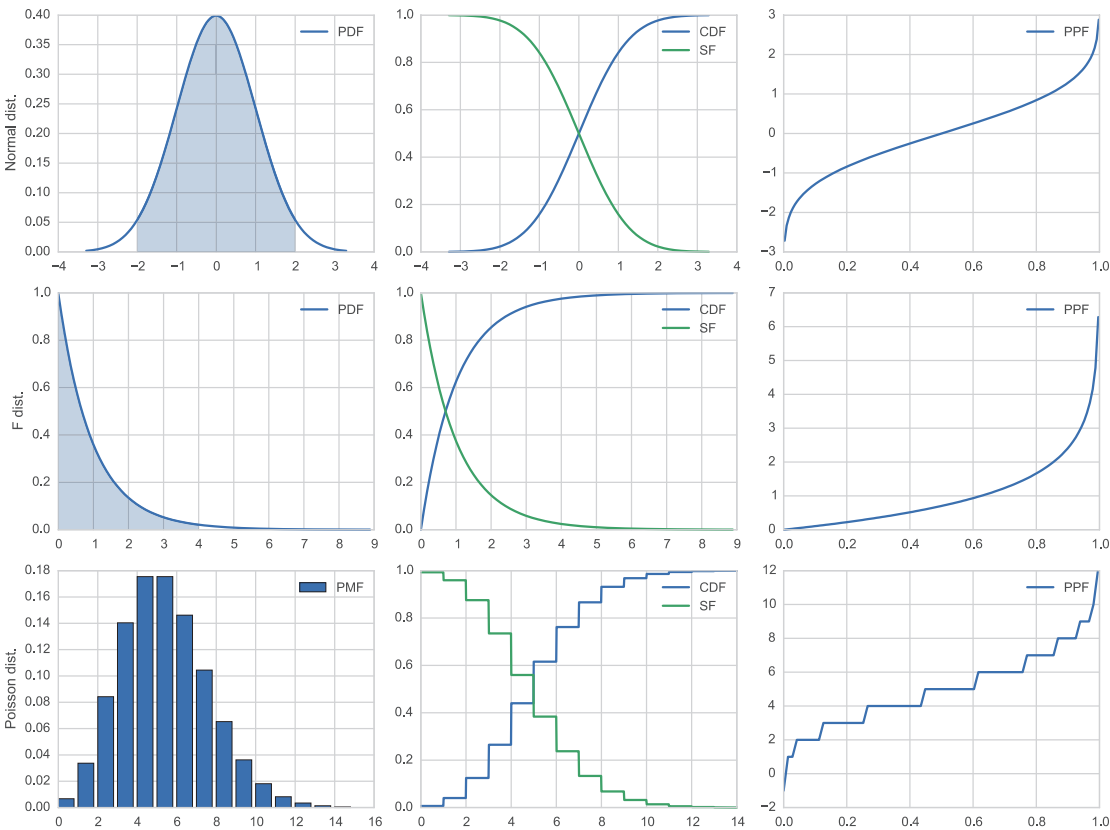 0.40
0.35
0.30
0.25
0.20
0.15
0.10
0.05
0.00
Normal dist.
PDF
−4 −3 −2 −1 0 1 2 3 4
1.0
0.8
0.6
0.4
0.2
0.0
CDF
SF
−4 −3 −2 −1 0 1 2 3 4
3
2
1
0
−1
−2
−3
PPF
0.0 0.2 0.4 0.6 0.8 1.0
1.0
0.8
0.6
0.4
0.2
0.0
F dist.
PDF
0 1 2 3 4 5 6 7 8 9
1.0
0.8
0.6
0.4
0.2
0.0
CDF
SF
0 1 2 3 4 5 6 7 8 9
7
6
5
4
3
2
1
0
PPF
0.0 0.2 0.4 0.6 0.8 1.0
0.18
0.16
0.14
0.12
0.10
0.08
0.06
0.04
0.02
0.00
Poisson dist.
PMF
0 2 4 6 8 10 12 14 16
1.0
0.8
0.6
0.4
0.2
0.0
CDF
SF
0 2 4 6 8 10 12 14
12
10
8
6
4
2
0
−2
PPF
0.0 0.2 0.4 0.6 0.8 1.0